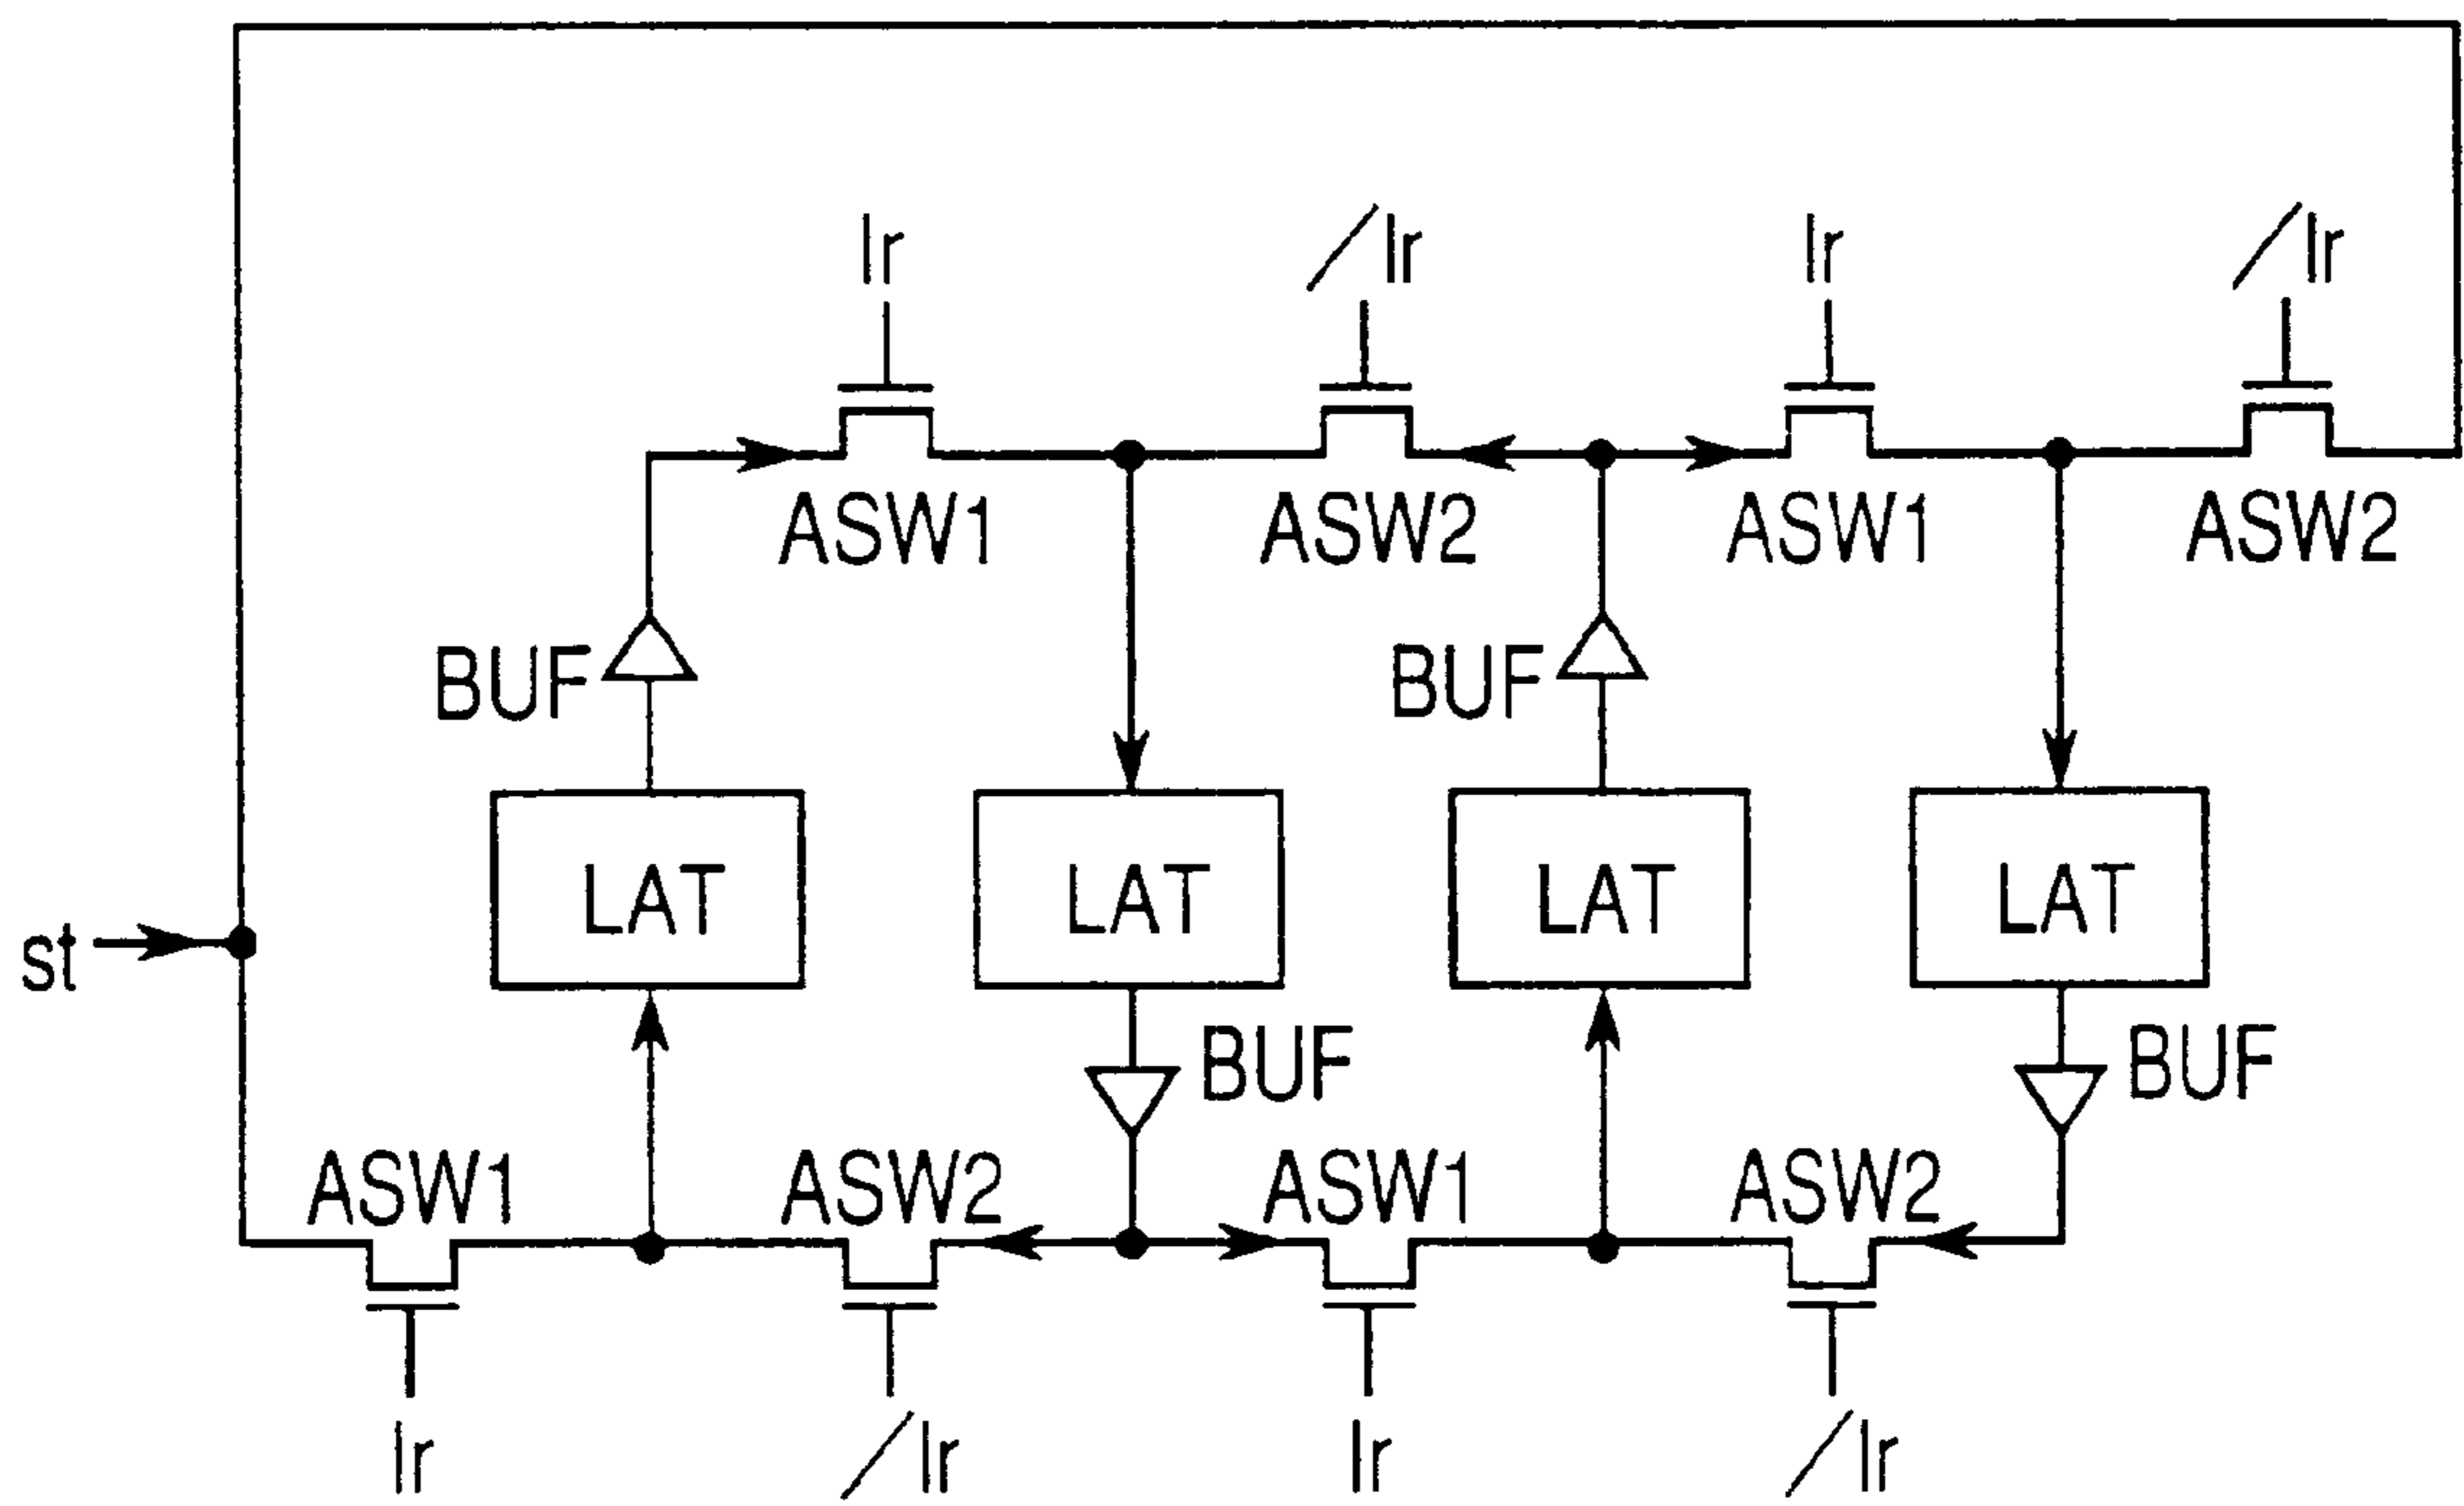 lr /lr lr /lr
ASW1 ASW2 ASW1 ASW2
BUF BUF
LAT LAT LAT LAT
st
BUF BUF
ASW1 ASW2 ASW1 ASW2
lr /lr lr /lr